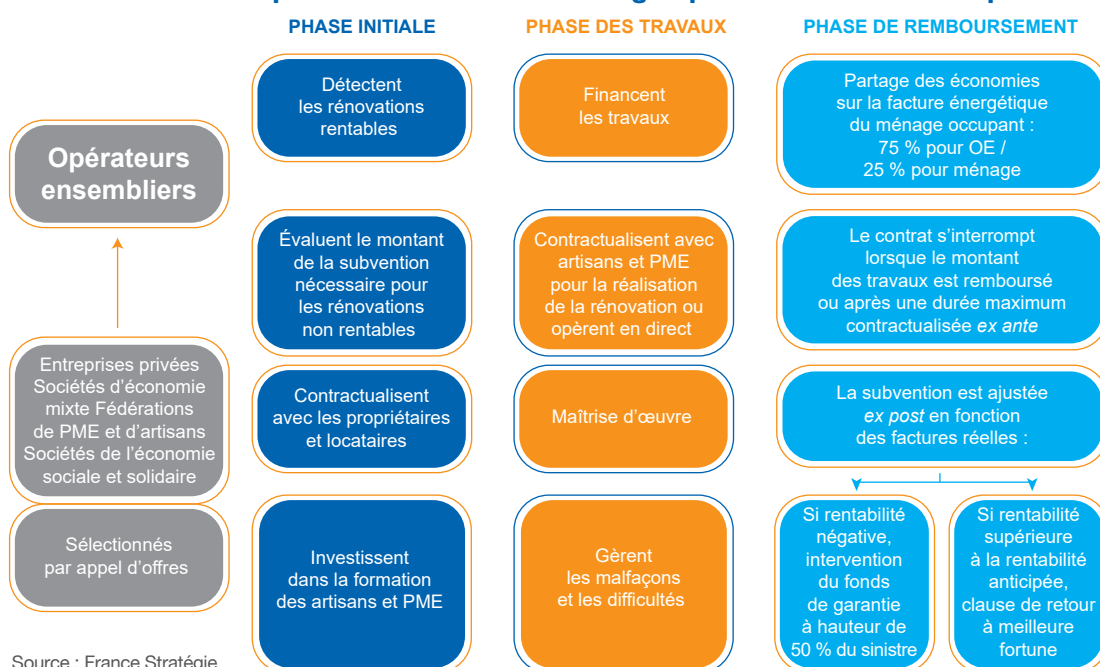 PHASE INITIALE
PHASE DES TRAVAUX
PHASE DE REMBOURSEMENT
Opérateurs
ensembliers
Entreprises privées
Sociétés d’économie
mixte Fédérations
de PME et d’artisans
Sociétés de l’économie
sociale et solidaire
Sélectionnés
par appel d’offres
Détectent
les rénovations
rentables
Évaluent le montant
de la subvention
nécessaire pour
les rénovations
non rentables
Contractualisent
avec les propriétaires
et locataires
Investissent
dans la formation
des artisans et PME
Financent
les travaux
Contractualisent avec
artisans et PME
pour la réalisation
de la rénovation ou
opèrent en direct
Maîtrise d’œuvre
Gèrent
les malfaçons
et les difficultés
Partage des économies
sur la facture énergétique
du ménage occupant :
75 % pour OE /
25 % pour ménage
Le contrat s’interrompt
lorsque le montant
des travaux est remboursé
ou après une durée maximum
contractualisée ex ante
La subvention est ajustée
ex post en fonction
des factures réelles :
Si rentabilité
négative,
intervention
du fonds
de garantie
à hauteur de
50 % du sinistre
Si rentabilité
supérieure
à la rentabilité
anticipée,
clause de retour
à meilleure
fortune
Source : France Stratégie